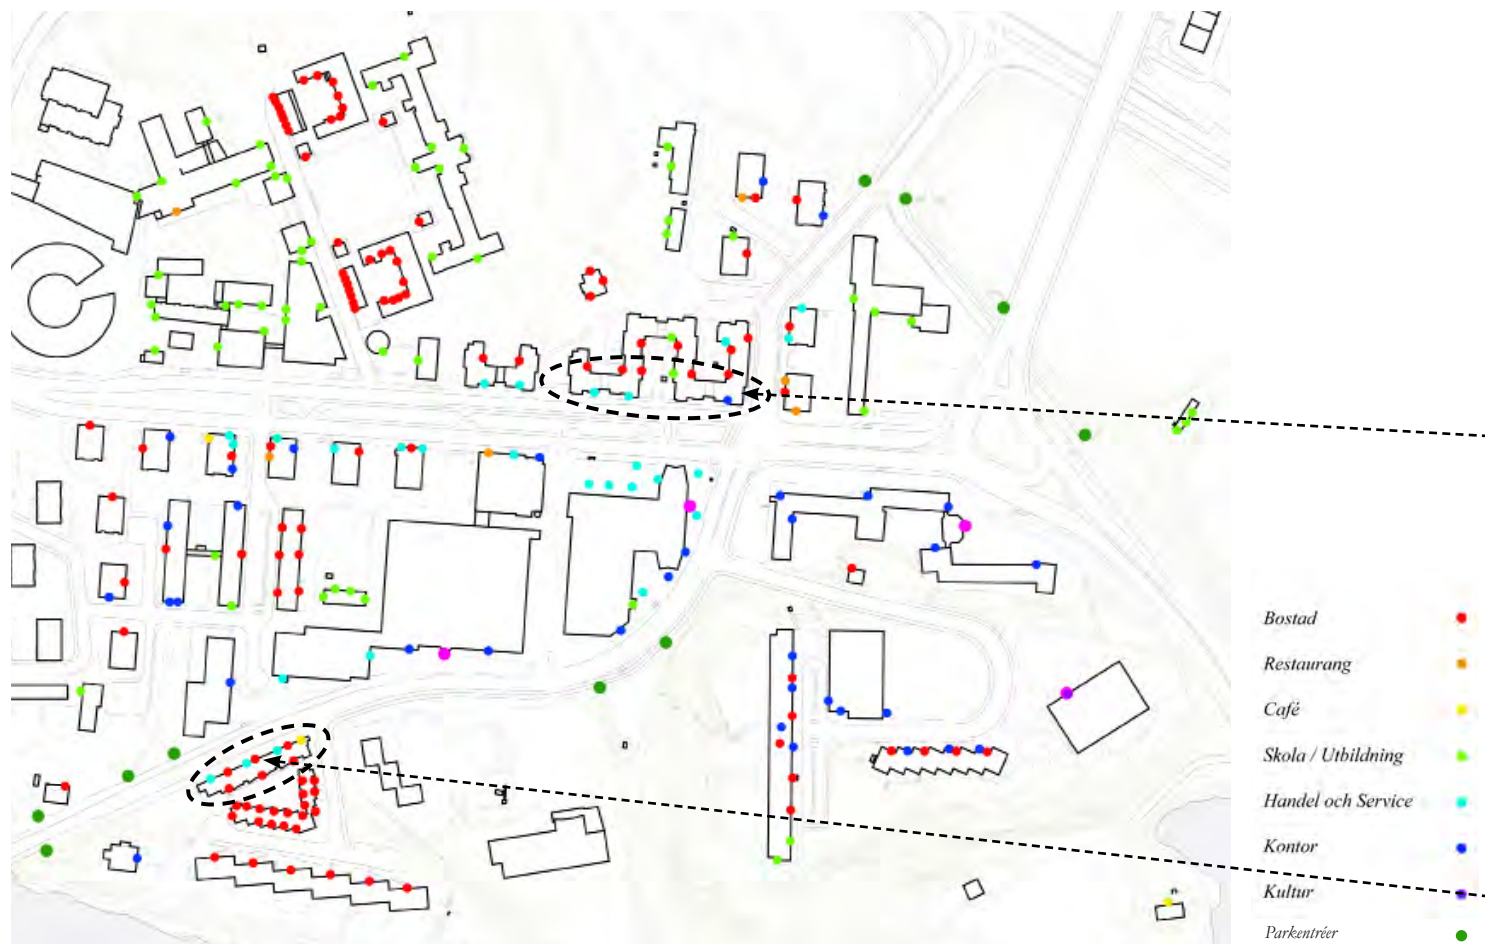 Bostad
Restaurang
Café
Skola / Utbildning
Handel och Service
Kontor
Kultur
Parkentréer